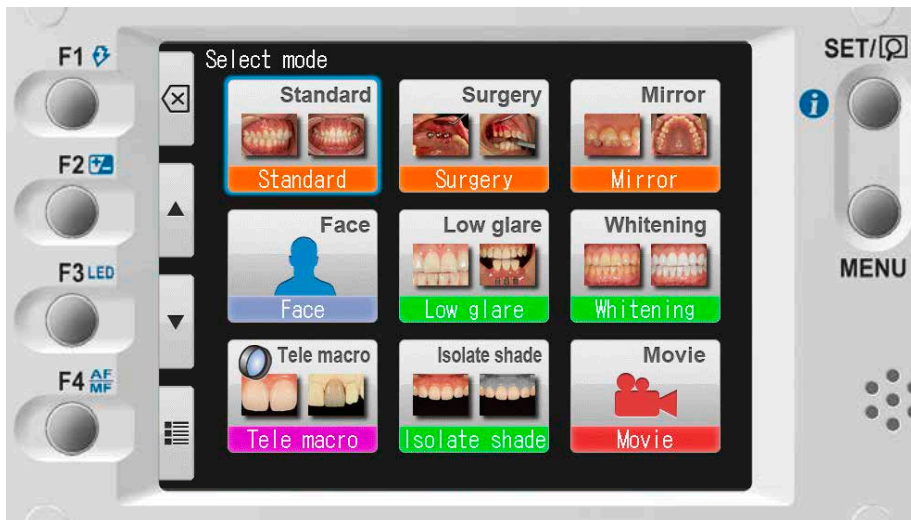 F1
F2
F3 LED
F4 AF
MF
Select mode
Standard
Standard
Surgery
Surgery
Mirror
Mirror
Face
Face
Low glare
Low glare
Whitening
Whitening
Tele macro
Tele macro
Isolate shade
Isolate shade
Movie
Movie
SET/
i
MENU